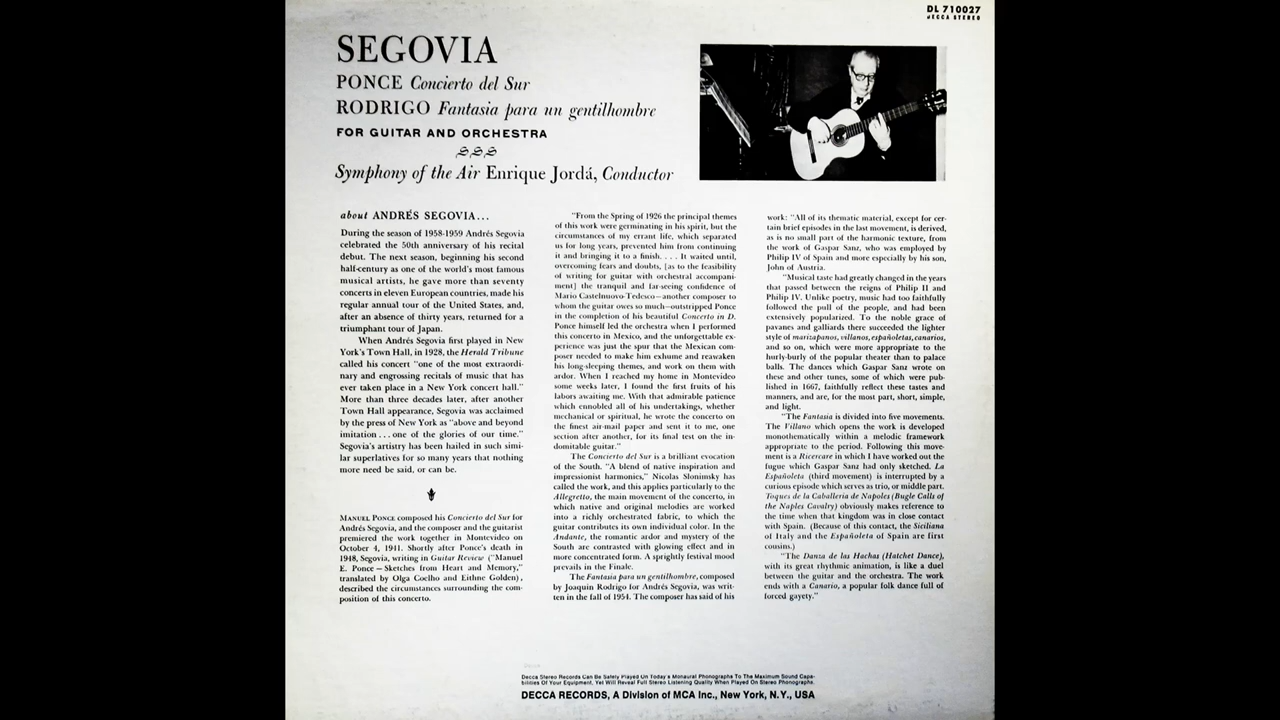 DL 710027
DECCA STEREO
SEGOVIA
PONCE Concierto del Sur
RODRIGO Fantasia para un gentilhombre
FOR GUITAR AND ORCHESTRA
SSS
Symphony of the Air Enrique Jordá, Conductor
about ANDRÉS SEGOVIA...
During the season of 1958-1959 Andrés Segovia
celebrated the 50th anniversary of his recital
debut. The next season, beginning his second
half-century as one of the world's most famous
musical artists, he gave more than seventy
concerts in eleven European countries, made his
regular annual tour of the United States, and,
after an absence of thirty years, returned for a
triumphant tour of Japan.
When Andrés Segovia first played in New
York's Town Hall, in 1928, the Herald Tribune
called his concert "one of the most extraordi-
nary and engrossing recitals of music that has
ever taken place in a New York concert hall."
More than three decades later, after another
Town Hall appearance, Segovia was acclaimed
by the press of New York as "above and beyond
imitation . . . one of the glories of our time."
Segovia's artistry has been hailed in such simi-
lar superlatives for so many years that nothing
more need be said, or can be.
MANUEL PONCE composed his Concierto del Sur for
Andrés Segovia, and the composer and the guitarist
premiered the work together in Montevideo on
October 4, 1941. Shortly after Ponce's death in
1948, Segovia, writing in Guitar Review ("Manuel
E. Ponce — Sketches from Heart and Memory,"
translated by Olga Coelho and Eithne Golden),
described the circumstances surrounding the com-
position of this concerto.
"From the Spring of 1926 the principal themes
of this work were germinating in his spirit, but the
circumstances of my errant life, which separated
us for long years, prevented him from continuing
it and bringing it to a finish. . . . It waited until,
overcoming fears and doubts, [as to the feasibility
of writing for guitar with orchestral accompani-
ment] the tranquil and far-seeing confidence of
Mario Castelnuovo-Tedesco—another composer to
whom the guitar owes so much—outstripped Ponce
in the completion of his beautiful Concerto in D.
Ponce himself led the orchestra when I performed
this concerto in Mexico, and the unforgettable ex-
perience was just the spur that the Mexican com-
poser needed to make him exhume and reawaken
his long-sleeping themes, and work on them with
ardor. When I reached my home in Montevideo
some weeks later, I found the first fruits of his
labors awaiting me. With that admirable patience
which ennobled all of his undertakings, whether
mechanical or spiritual, he wrote the concerto on
the finest air-mail paper and sent it to me, one
section after another, for its final test on the in-
domitable guitar."
The Concierto del Sur is a brilliant evocation
of the South. "A blend of native inspiration and
impressionist harmonies," Nicolas Slonimsky has
called the work, and this applies particularly to the
Allegretto, the main movement of the concerto, in
which native and original melodies are worked
into a richly orchestrated fabric, to which the
guitar contributes its own individual color. In the
Andante, the romantic ardor and mystery of the
South are contrasted with glowing effect and in
more concentrated form. A sprightly festival mood
prevails in the Finale.
The Fantasia para un gentilhombre, composed
by Joaquin Rodrigo for Andrés Segovia, was writ-
ten in the fall of 1954. The composer has said of his
work: "All of its thematic material, except for cer-
tain brief episodes in the last movement, is derived,
as is no small part of the harmonic texture, from
the work of Gaspar Sanz, who was employed by
Philip IV of Spain and more especially by his son,
John of Austria.
"Musical taste had greatly changed in the years
that passed between the reigns of Philip II and
Philip IV. Unlike poetry, music had too faithfully
followed the pull of the people, and had been
extensively popularized. To the noble grace of
pavanes and galliards there succeeded the lighter
style of marizapanos, villanos, españoletas, canarios,
and so on, which were more appropriate to the
hurly-burly of the popular theater than to palace
balls. The dances which Gaspar Sanz wrote on
these and other tunes, some of which were pub-
lished in 1667, faithfully reflect these tastes and
manners, and are, for the most part, short, simple,
and light.
"The Fantasia is divided into five movements.
The Villano which opens the work is developed
monothematically within a melodic framework
appropriate to the period. Following this move-
ment is a Ricercare in which I have worked out the
fugue which Gaspar Sanz had only sketched. La
Españoleta (third movement) is interrupted by a
curious episode which serves as trio, or middle part.
Toques de la Caballeria de Napoles (Bugle Calls of
the Naples Cavalry) obviously makes reference to
the time when that kingdom was in close contact
with Spain. (Because of this contact, the Siciliana
of Italy and the Españoleta of Spain are first
cousins.)
"The Danza de las Hachas (Hatchet Dance),
with its great rhythmic animation, is like a duel
between the guitar and the orchestra. The work
ends with a Canario, a popular folk dance full of
forced gayety."
Decca Stereo Records Can Be Safely Played On Today's Monaural Phonographs To The Maximum Sound Capa-
bilities Of Your Equipment, Yet Will Reveal Full Stereo Listening Quality When Played On Stereo Phonographs.
DECCA RECORDS, A Division of MCA Inc., New York, N.Y., USA